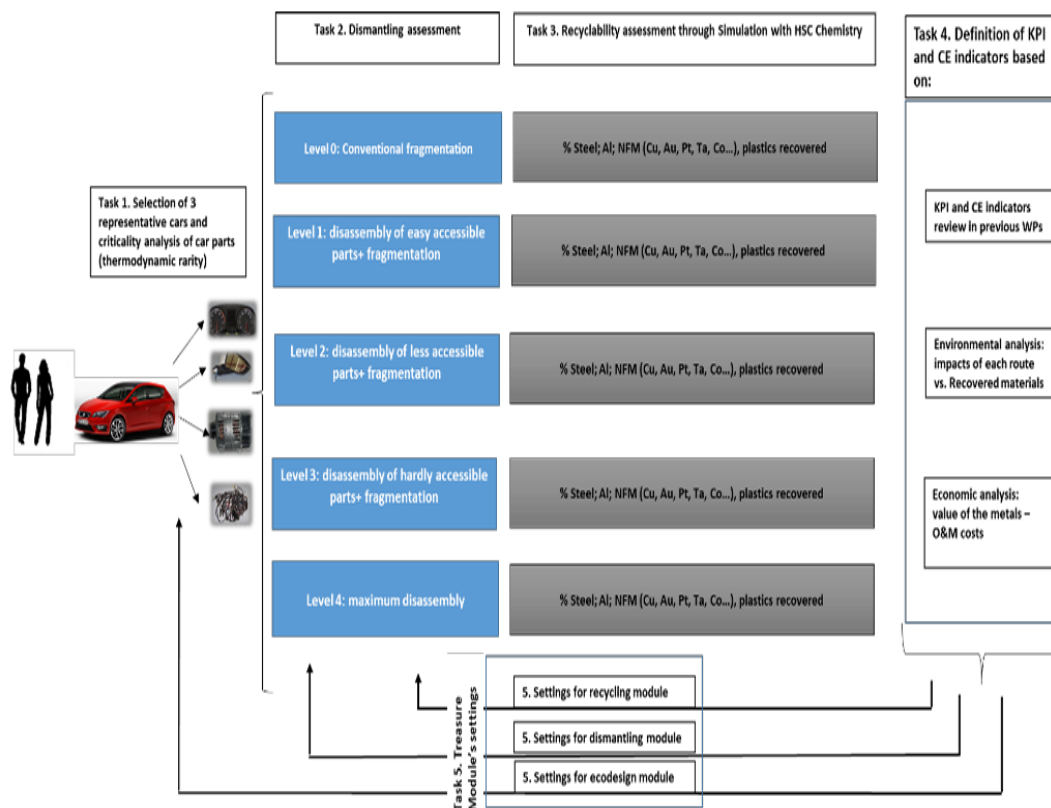 Task 2. Dismantling assessment
Task 3. Recyclability assessment through Simulation with HSC Chemistry
Task 4. Definition of KPI
and CE indicators based
on:
Task 1. Selection of 3
representative cars and
criticality analysis of car parts
(thermodynamic rarity)
Level 0: Conventional fragmentation
% Steel; Al; NFM (Cu, Au, Pt, Ta, Co...), plastics recovered
Level 1: disassembly of easy accessible
parts+ fragmentation
% Steel; Al; NFM (Cu, Au, Pt, Ta, Co...), plastics recovered
Level 2: disassembly of less accessible
parts+ fragmentation
% Steel; Al; NFM (Cu, Au, Pt, Ta, Co...), plastics recovered
Level 3: disassembly of hardly accessible
parts+ fragmentation
% Steel; Al; NFM (Cu, Au, Pt, Ta, Co...), plastics recovered
Level 4: maximum disassembly
% Steel; Al; NFM (Cu, Au, Pt, Ta, Co...), plastics recovered
KPI and CE indicators
review in previous WPs
Environmental analysis:
impacts of each route
vs. Recovered materials
Economic analysis:
value of the metals –
O&M costs
Task 5. Treasure
Module's settings
5. Settings for recycling module
5. Settings for dismantling module
5. Settings for ecodesign module